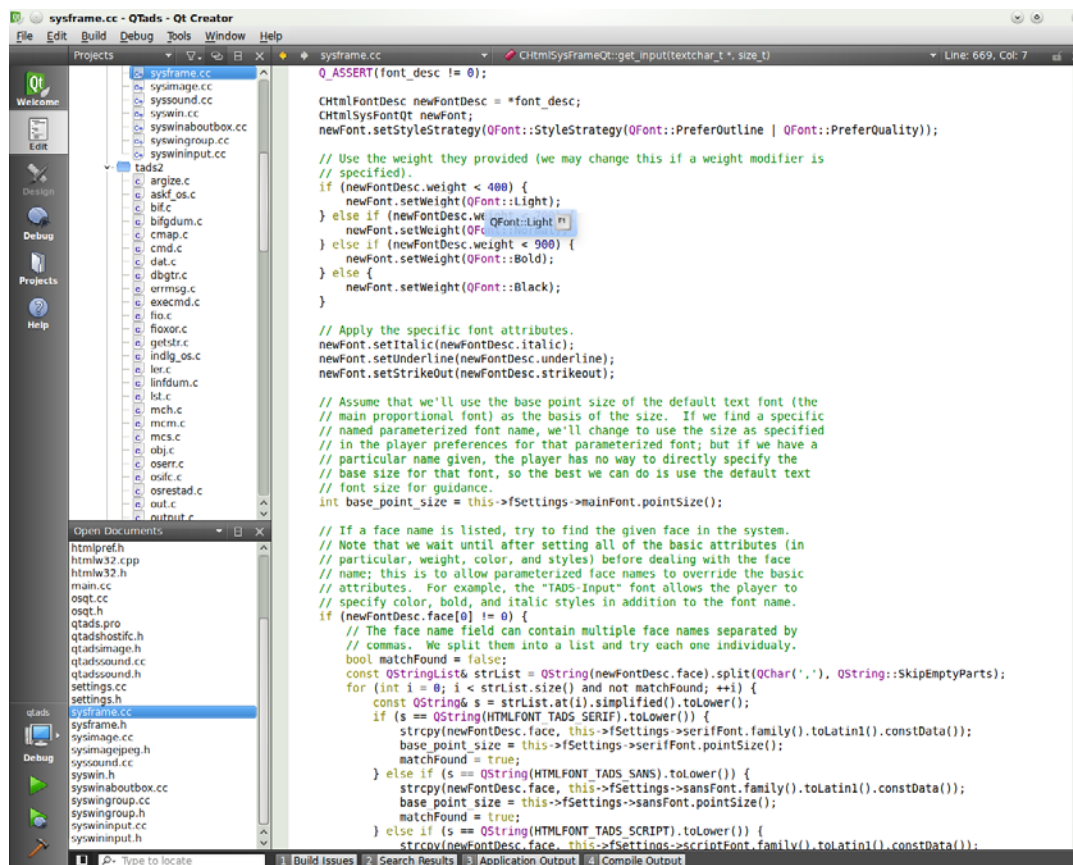 sysframe.cc - QTads - Qt Creator
File Edit Build Debug Tools Window Help
Projects
sysframe.cc
CHtmlSysFrameQt::get_input(textchar_t *, size_t)
Line: 669, Col: 7
Welcome
Edit
Design
Debug
Projects
Help
qtads
Debug
sysframe.cc
sysimage.cc
syssound.cc
syswin.cc
syswinaboutbox.cc
syswingroup.cc
syswininput.cc
tads2
argize.c
askf_os.c
bif.c
bifgdum.c
cmap.c
cmd.c
dat.c
dbgtr.c
errmsg.c
execmd.c
fio.c
fioxor.c
getstr.c
indlg_os.c
ler.c
linfdum.c
lst.c
mch.c
mcm.c
mcs.c
obj.c
oserr.c
osifc.c
osrestad.c
out.c
output.c
Open Documents
htmlpref.h
htmlw32.cpp
htmlw32.h
main.cc
osqt.cc
osqt.h
qtads.pro
qtadshostifc.h
qtadsimage.h
qtadssound.cc
qtadssound.h
settings.cc
settings.h
sysframe.cc
sysframe.h
sysimage.cc
sysimagejpeg.h
syssound.cc
syswin.h
syswinaboutbox.cc
syswingroup.cc
syswingroup.h
syswininput.cc
syswininput.h
Q_ASSERT(font_desc != 0);
CHtmlFontDesc newFontDesc = *font_desc;
CHtmlSysFontQt newFont;
newFont.setStyleStrategy(QFont::StyleStrategy(QFont::PreferOutline | QFont::PreferQuality));
// Use the weight they provided (we may change this if a weight modifier is
// specified).
if (newFontDesc.weight < 400) {
newFont.setWeight(QFont::Light);
} else if (newFontDesc.we
QFont::Light F1
newFont.setWeight(QFo
} else if (newFontDesc.weight < 900) {
newFont.setWeight(QFont::Bold);
} else {
newFont.setWeight(QFont::Black);
}
// Apply the specific font attributes.
newFont.setItalic(newFontDesc.italic);
newFont.setUnderline(newFontDesc.underline);
newFont.setStrikeOut(newFontDesc.strikeout);
// Assume that we'll use the base point size of the default text font (the
// main proportional font) as the basis of the size.  If we find a specific
// named parameterized font name, we'll change to use the size as specified
// in the player preferences for that parameterized font; but if we have a
// particular name given, the player has no way to directly specify the
// base size for that font, so the best we can do is use the default text
// font size for guidance.
int base_point_size = this->fSettings->mainFont.pointSize();
// If a face name is listed, try to find the given face in the system.
// Note that we wait until after setting all of the basic attributes (in
// particular, weight, color, and styles) before dealing with the face
// name; this is to allow parameterized face names to override the basic
// attributes.  For example, the "TADS-Input" font allows the player to
// specify color, bold, and italic styles in addition to the font name.
if (newFontDesc.face[0] != 0) {
// The face name field can contain multiple face names separated by
// commas.  We split them into a list and try each one individualy.
bool matchFound = false;
const QStringList& strList = QString(newFontDesc.face).split(QChar(','), QString::SkipEmptyParts);
for (int i = 0; i < strList.size() and not matchFound; ++i) {
const QString& s = strList.at(i).simplified().toLower();
if (s == QString(HTMLFONT_TADS_SERIF).toLower()) {
strcpy(newFontDesc.face, this->fSettings->serifFont.family().toLatin1().constData());
base_point_size = this->fSettings->serifFont.pointSize();
matchFound = true;
} else if (s == QString(HTMLFONT_TADS_SANS).toLower()) {
strcpy(newFontDesc.face, this->fSettings->sansFont.family().toLatin1().constData());
base_point_size = this->fSettings->sansFont.pointSize();
matchFound = true;
} else if (s == QString(HTMLFONT_TADS_SCRIPT).toLower()) {
strcpy(newFontDesc.face, this->fSettings->scriptFont.family().toLatin1().constData());
Type to locate
1 Build Issues 2 Search Results 3 Application Output 4 Compile Output